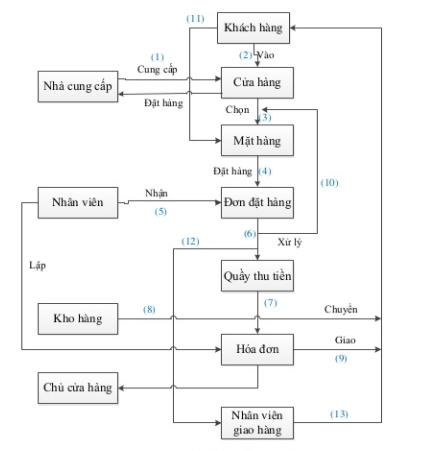 (11)
Khách hàng
(1)
(2)
Vào
Cung cấp
Nhà cung cấp
Cửa hàng
Đặt hàng
Chọn
(3)
Mặt hàng
Đặt hàng
(4)
(10)
Nhân viên
Nhận
(5)
Đơn đặt hàng
(6)
(12)
Xử lý
Lập
Quầy thu tiền
(7)
Kho hàng
(8)
Chuyển
Hóa đơn
Giao
(9)
Chủ cửa hàng
Nhân viên
giao hàng
(13)